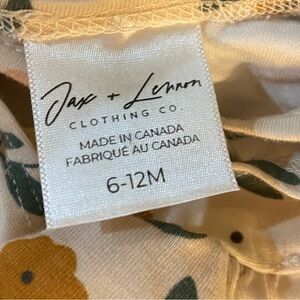 Jax + Lennon
CLOTHING CO.
MADE IN CANADA
FABRIQUÉ AU CANADA
6-12M